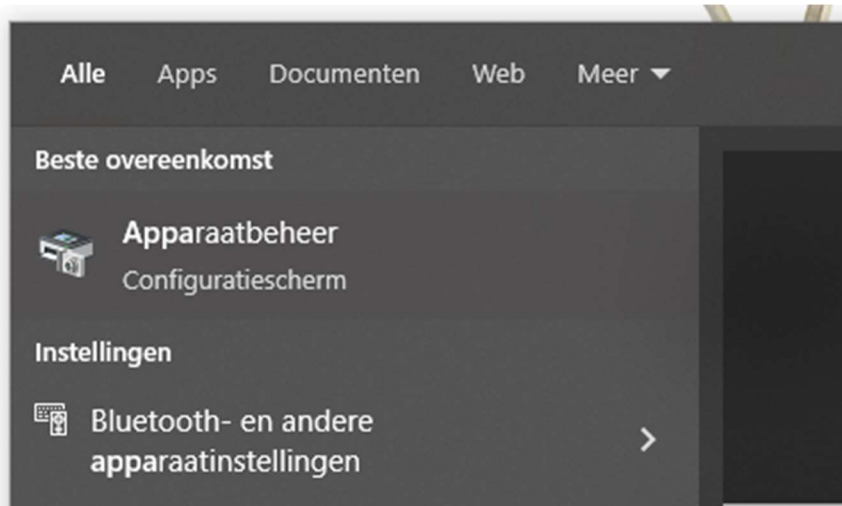 Alle Apps Documenten Web Meer
Beste overeenkomst
Apparaatbeheer
Configuratiescherm
Instellingen
Bluetooth- en andere
apparaatinstellingen